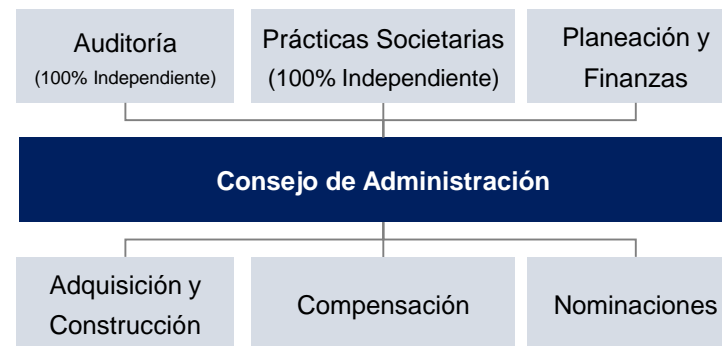 Auditoría
(100% Independiente)
Prácticas Societarias
(100% Independiente)
Planeación y
Finanzas
Consejo de Administración
Adquisición y
Construcción
Compensación
Nominaciones